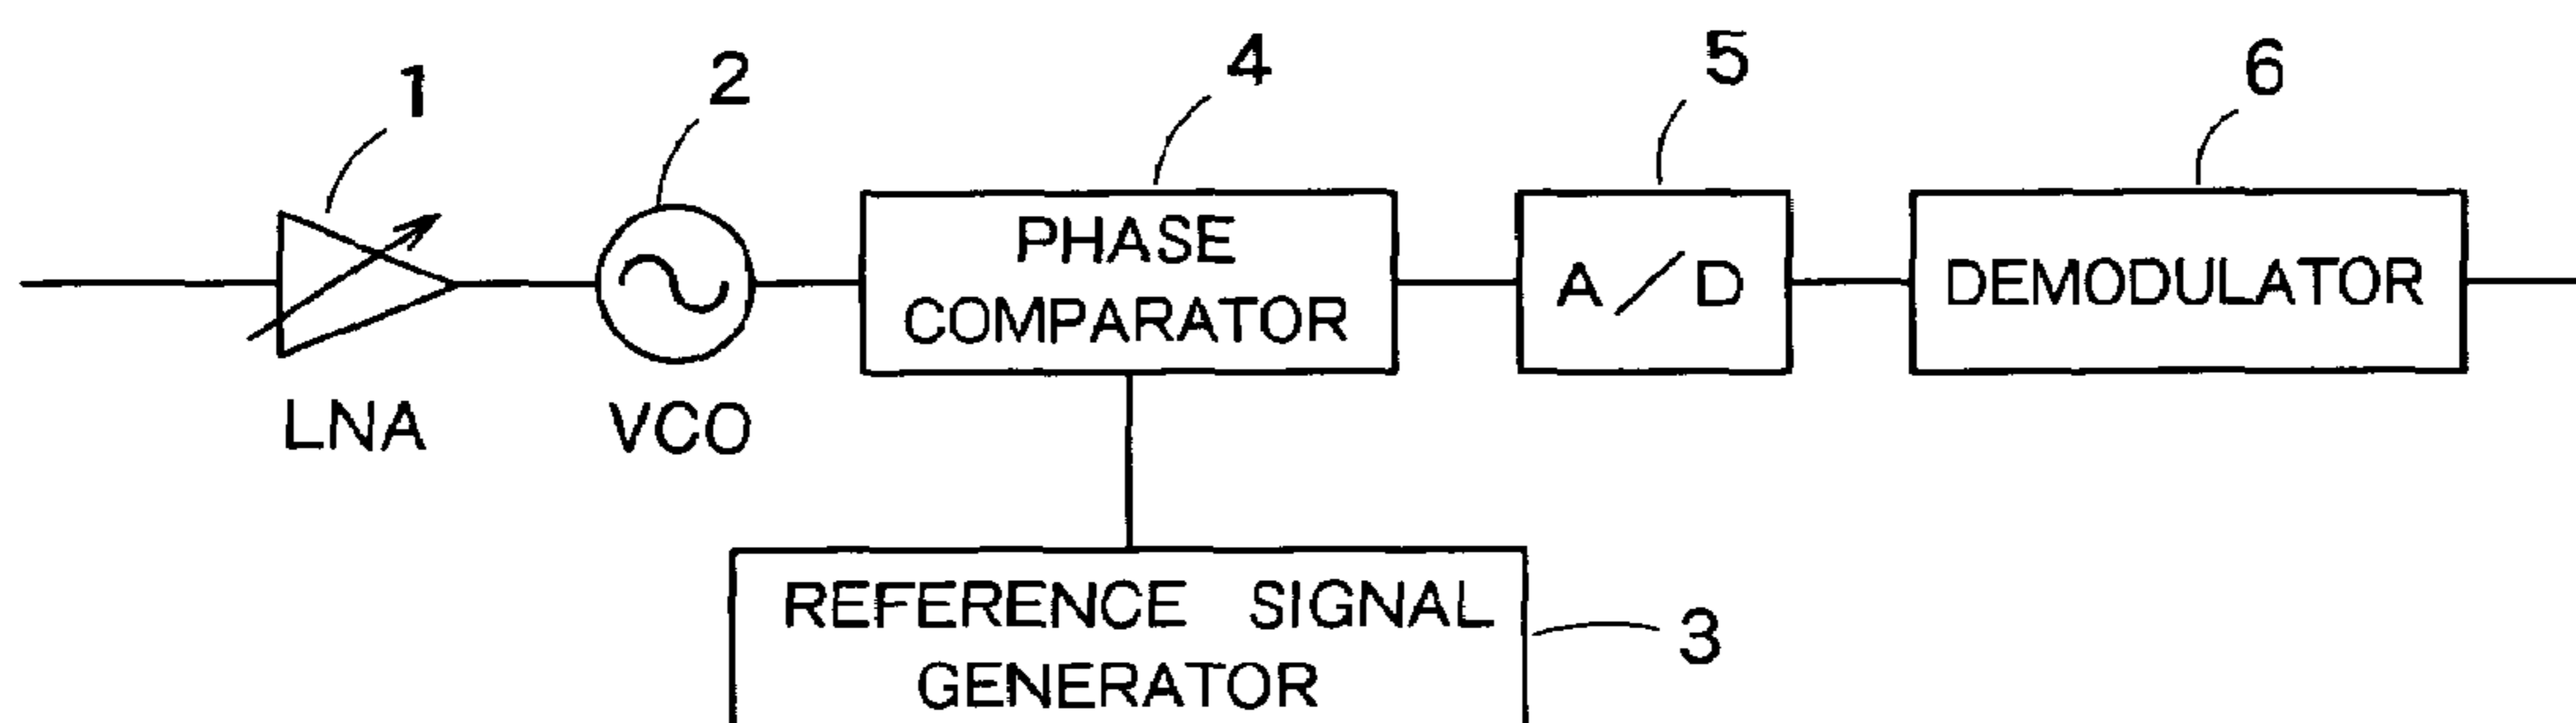 1
2
4
5
6
PHASE
COMPARATOR
A/D
DEMODULATOR
LNA
VCO
REFERENCE SIGNAL
GENERATOR
3